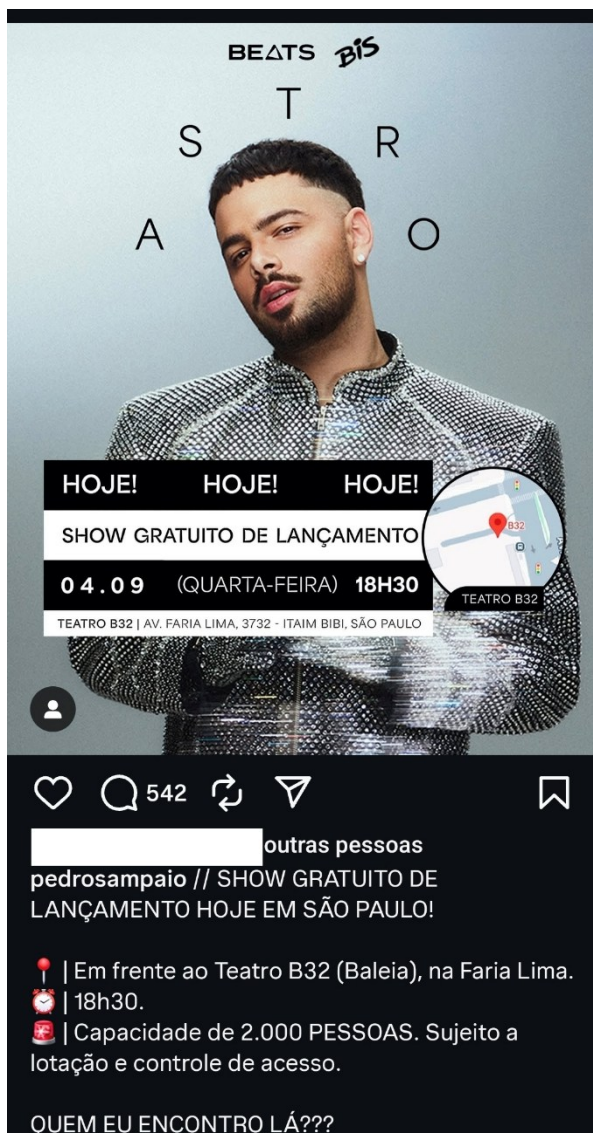 BEATS BIS
T
S R
A O
HOJE! HOJE! HOJE!
SHOW GRATUITO DE LANÇAMENTO
04.09 (QUARTA-FEIRA) 18H30
B32
TEATRO B32
TEATRO B32 | AV. FARIA LIMA, 3732 - ITAIM BIBI, SÃO PAULO
542
outras pessoas
pedrosampaio // SHOW GRATUITO DE
LANÇAMENTO HOJE EM SÃO PAULO!
📍 | Em frente ao Teatro B32 (Baleia), na Faria Lima.
⏰ | 18h30.
🚨 | Capacidade de 2.000 PESSOAS. Sujeito a
lotação e controle de acesso.
QUEM EU ENCONTRO LÁ???